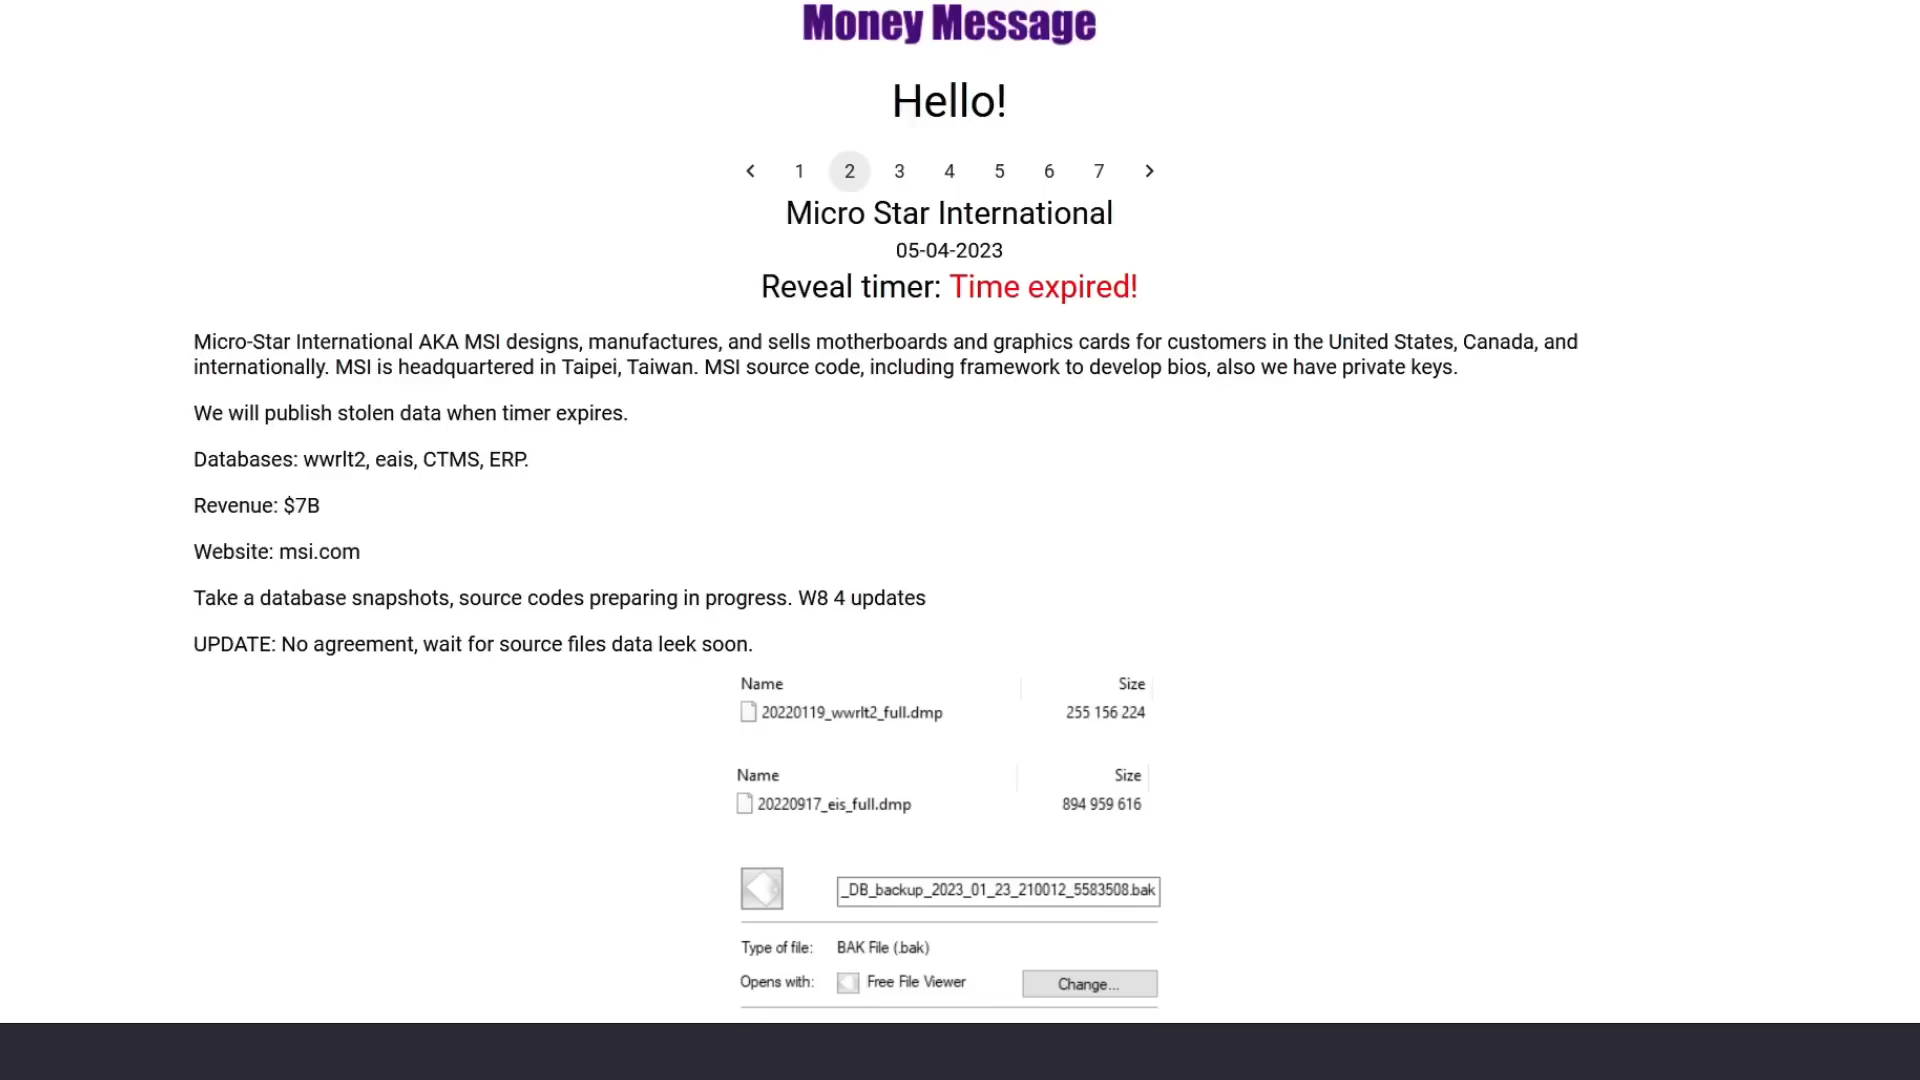 Money Message
Hello!
1 2 3 4 5 6 7
Micro Star International
05-04-2023
Reveal timer: Time expired!
Micro-Star International AKA MSI designs, manufactures, and sells motherboards and graphics cards for customers in the United States, Canada, and
internationally. MSI is headquartered in Taipei, Taiwan. MSI source code, including framework to develop bios, also we have private keys.
We will publish stolen data when timer expires.
Databases: wwrlt2, eais, CTMS, ERP.
Revenue: $7B
Website: msi.com
Take a database snapshots, source codes preparing in progress. W8 4 updates
UPDATE: No agreement, wait for source files data leek soon.
Name Size
20220119_wwrlt2_full.dmp 255 156 224
Name Size
20220917_eis_full.dmp 894 959 616
_DB_backup_2023_01_23_210012_5583508.bak
Type of file: BAK File (.bak)
Opens with: Free File Viewer Change...